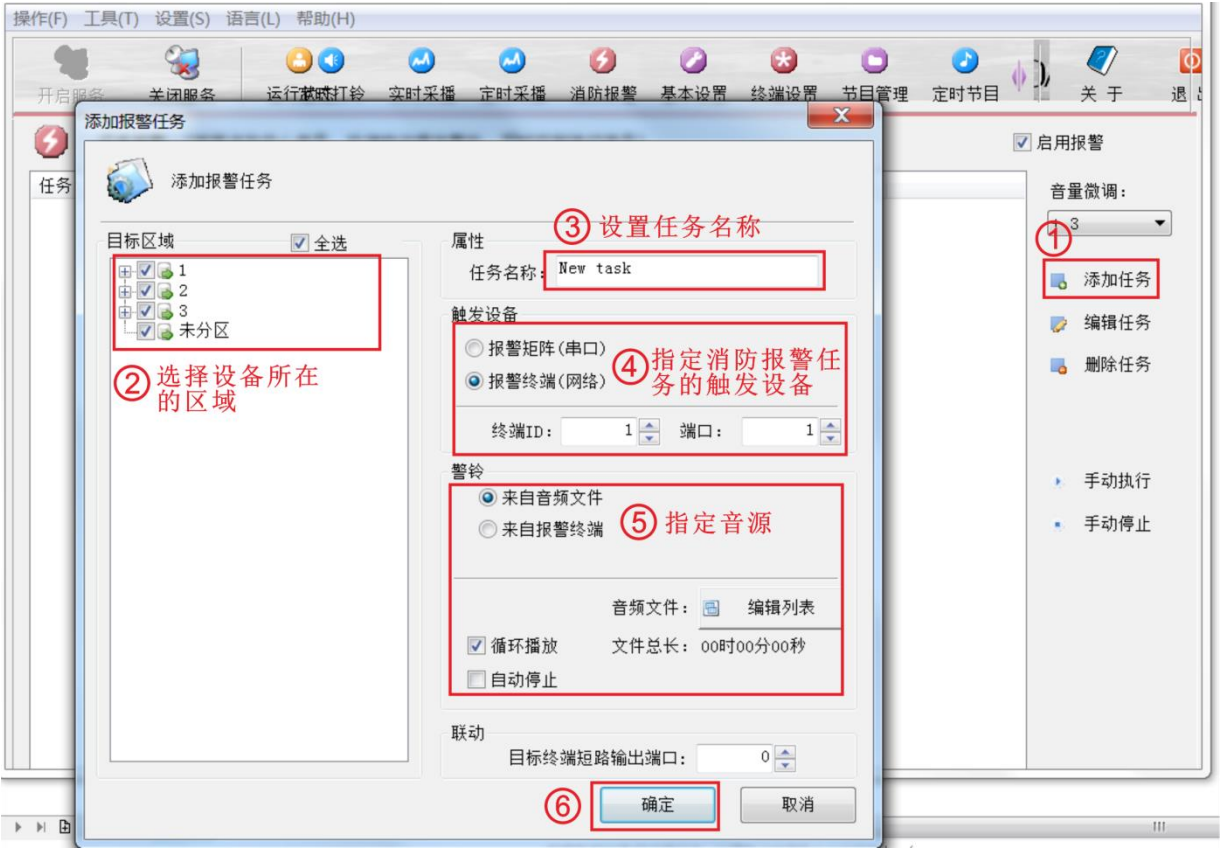 操作(F) 工具(T) 设置(S) 语言(L) 帮助(H)
开启服务 关闭服务 运行 打铃 实时采播 定时采播 消防报警 基本设置 终端设置 节目管理 定时节目 关于 退
添加报警任务
启用报警
任务
添加报警任务
音量微调：
③ 设置任务名称
3
①
目标区域 全选
属性
任务名称： New task
1
2
3
未分区
添加任务
触发设备
报警矩阵(串口)
报警终端(网络)
④ 指定消防报警任
务的触发设备
编辑任务
删除任务
② 选择设备所在
的区域
终端ID： 1 端口： 1
警铃
来自音频文件
来自报警终端
⑤ 指定音源
手动执行
手动停止
音频文件： 编辑列表
循环播放 文件总长： 00时00分00秒
自动停止
联动
目标终端短路输出端口： 0
⑥ 确定 取消